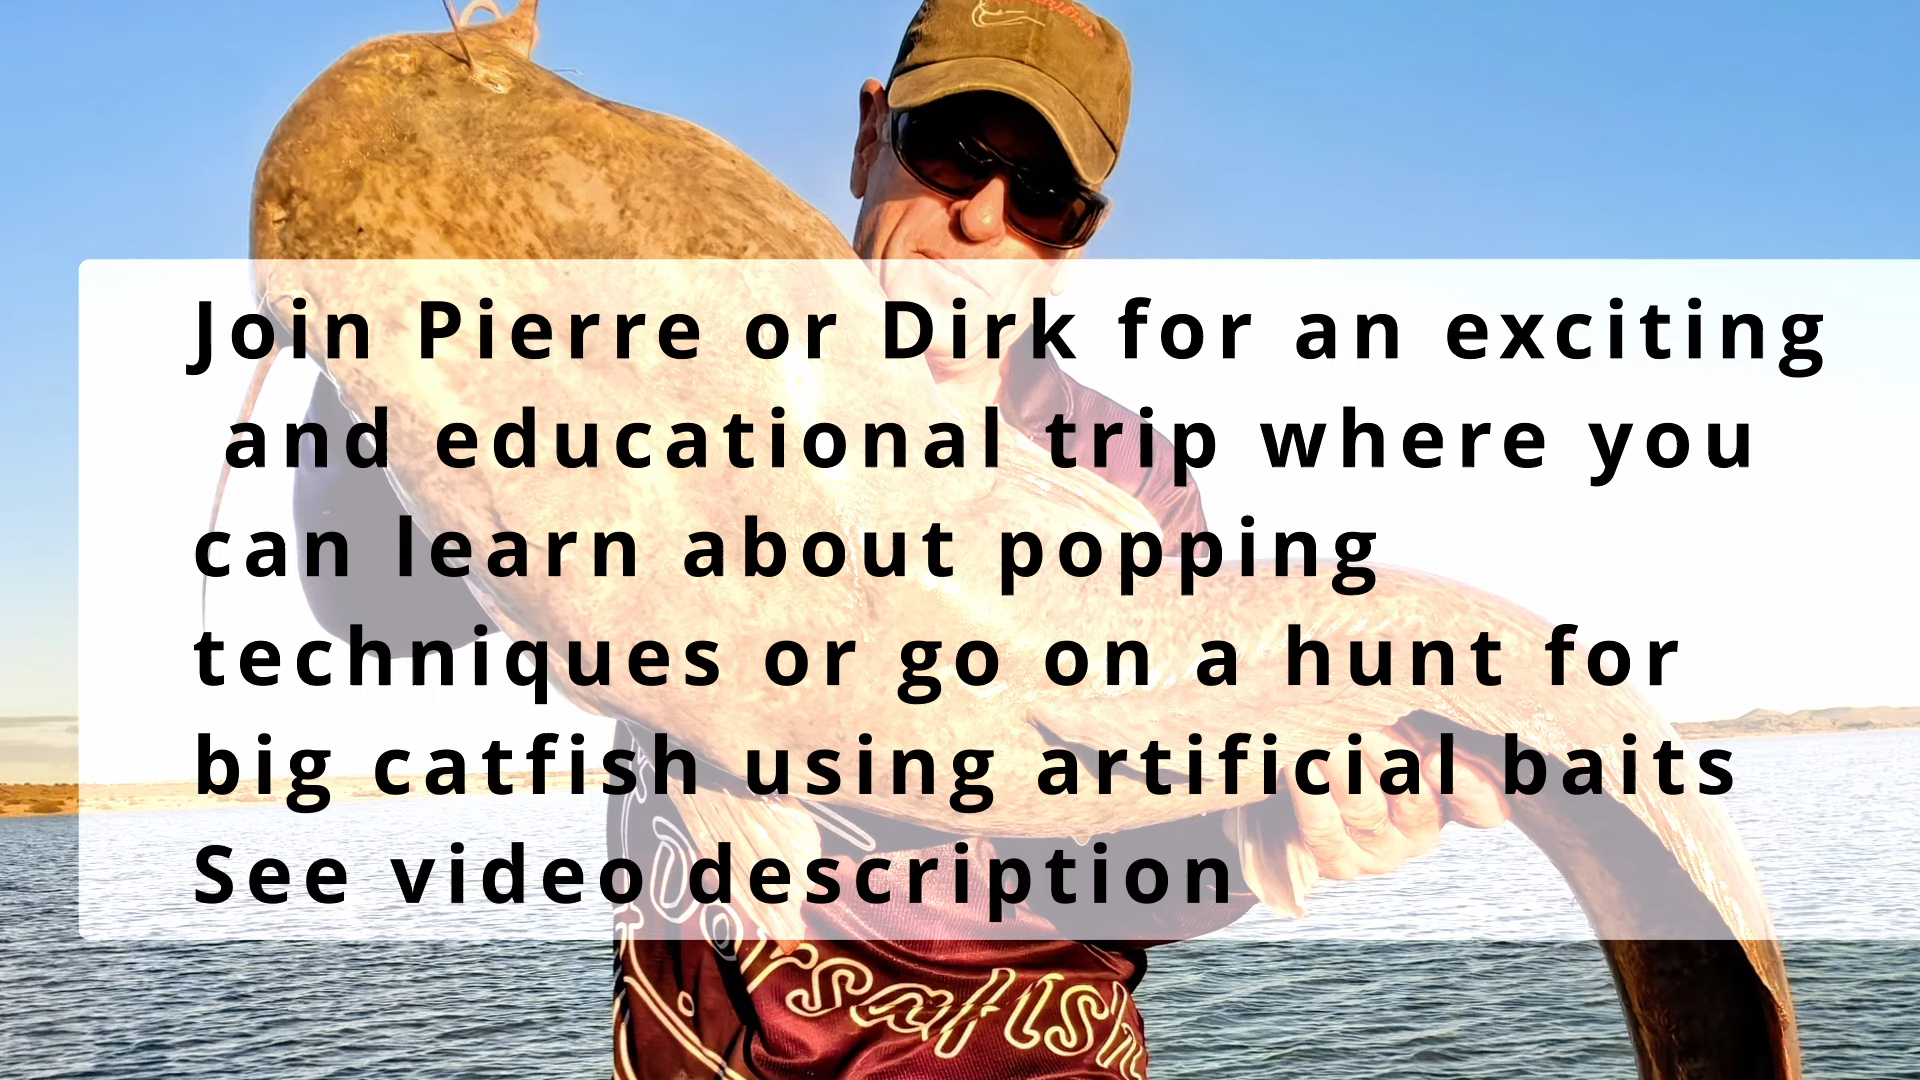 Join Pierre or Dirk for an exciting
and educational trip where you
can learn about popping
techniques or go on a hunt for
big catfish using artificial baits
See video description
Dorsafish